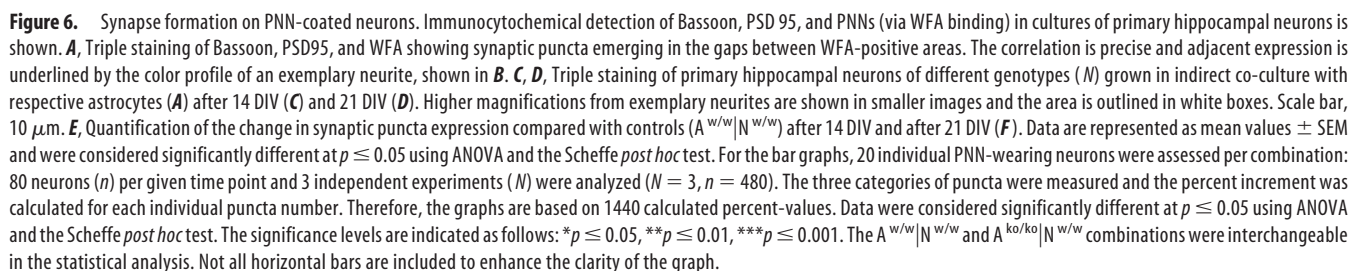 Figure 6. Synapse formation on PNN-coated neurons. Immunocytochemical detection of Bassoon, PSD 95, and PNNs (via WFA binding) in cultures of primary hippocampal neurons is
shown. A, Triple staining of Bassoon, PSD95, and WFA showing synaptic puncta emerging in the gaps between WFA-positive areas. The correlation is precise and adjacent expression is
underlined by the color profile of an exemplary neurite, shown in B. C, D, Triple staining of primary hippocampal neurons of different genotypes (N) grown in indirect co-culture with
respective astrocytes (A) after 14 DIV (C) and 21 DIV (D). Higher magnifications from exemplary neurites are shown in smaller images and the area is outlined in white boxes. Scale bar,
10 μm. E, Quantification of the change in synaptic puncta expression compared with controls (A w/w|N w/w) after 14 DIV and after 21 DIV (F). Data are represented as mean values ± SEM
and were considered significantly different at p ≤ 0.05 using ANOVA and the Scheffe post hoc test. For the bar graphs, 20 individual PNN-wearing neurons were assessed per combination:
80 neurons (n) per given time point and 3 independent experiments (N) were analyzed (N = 3, n = 480). The three categories of puncta were measured and the percent increment was
calculated for each individual puncta number. Therefore, the graphs are based on 1440 calculated percent-values. Data were considered significantly different at p ≤ 0.05 using ANOVA
and the Scheffe post hoc test. The significance levels are indicated as follows: *p ≤ 0.05, **p ≤ 0.01, ***p ≤ 0.001. The A w/w|N w/w and A ko/ko|N w/w combinations were interchangeable
in the statistical analysis. Not all horizontal bars are included to enhance the clarity of the graph.